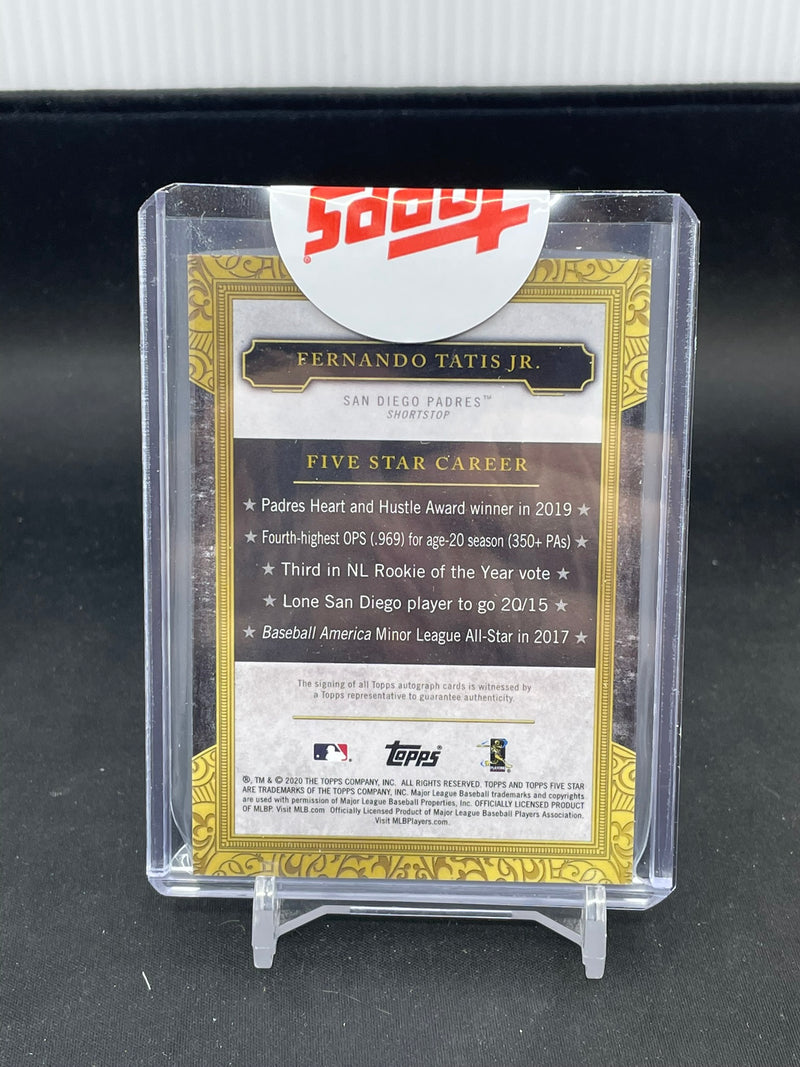 Topps
®
FERNANDO TATIS JR.
SAN DIEGO PADRES™
SHORTSTOP
FIVE STAR CAREER
★ Padres Heart and Hustle Award winner in 2019 ★
★ Fourth-highest OPS (.969) for age-20 season (350+ PAs) ★
★ Third in NL Rookie of the Year vote ★
★ Lone San Diego player to go 20/15 ★
★ Baseball America Minor League All-Star in 2017 ★
The signing of all Topps autograph cards is witnessed by
a Topps representative to guarantee authenticity.
Topps®
®, TM & © 2020 THE TOPPS COMPANY, INC. ALL RIGHTS RESERVED. TOPPS AND TOPPS FIVE STAR
ARE TRADEMARKS OF THE TOPPS COMPANY, INC. Major League Baseball trademarks and copyrights
are used with permission of Major League Baseball Properties, Inc. OFFICIALLY LICENSED PRODUCT
OF MLBP. Visit MLB.com Officially Licensed Product of Major League Baseball Players Association.
Visit MLBPlayers.com.